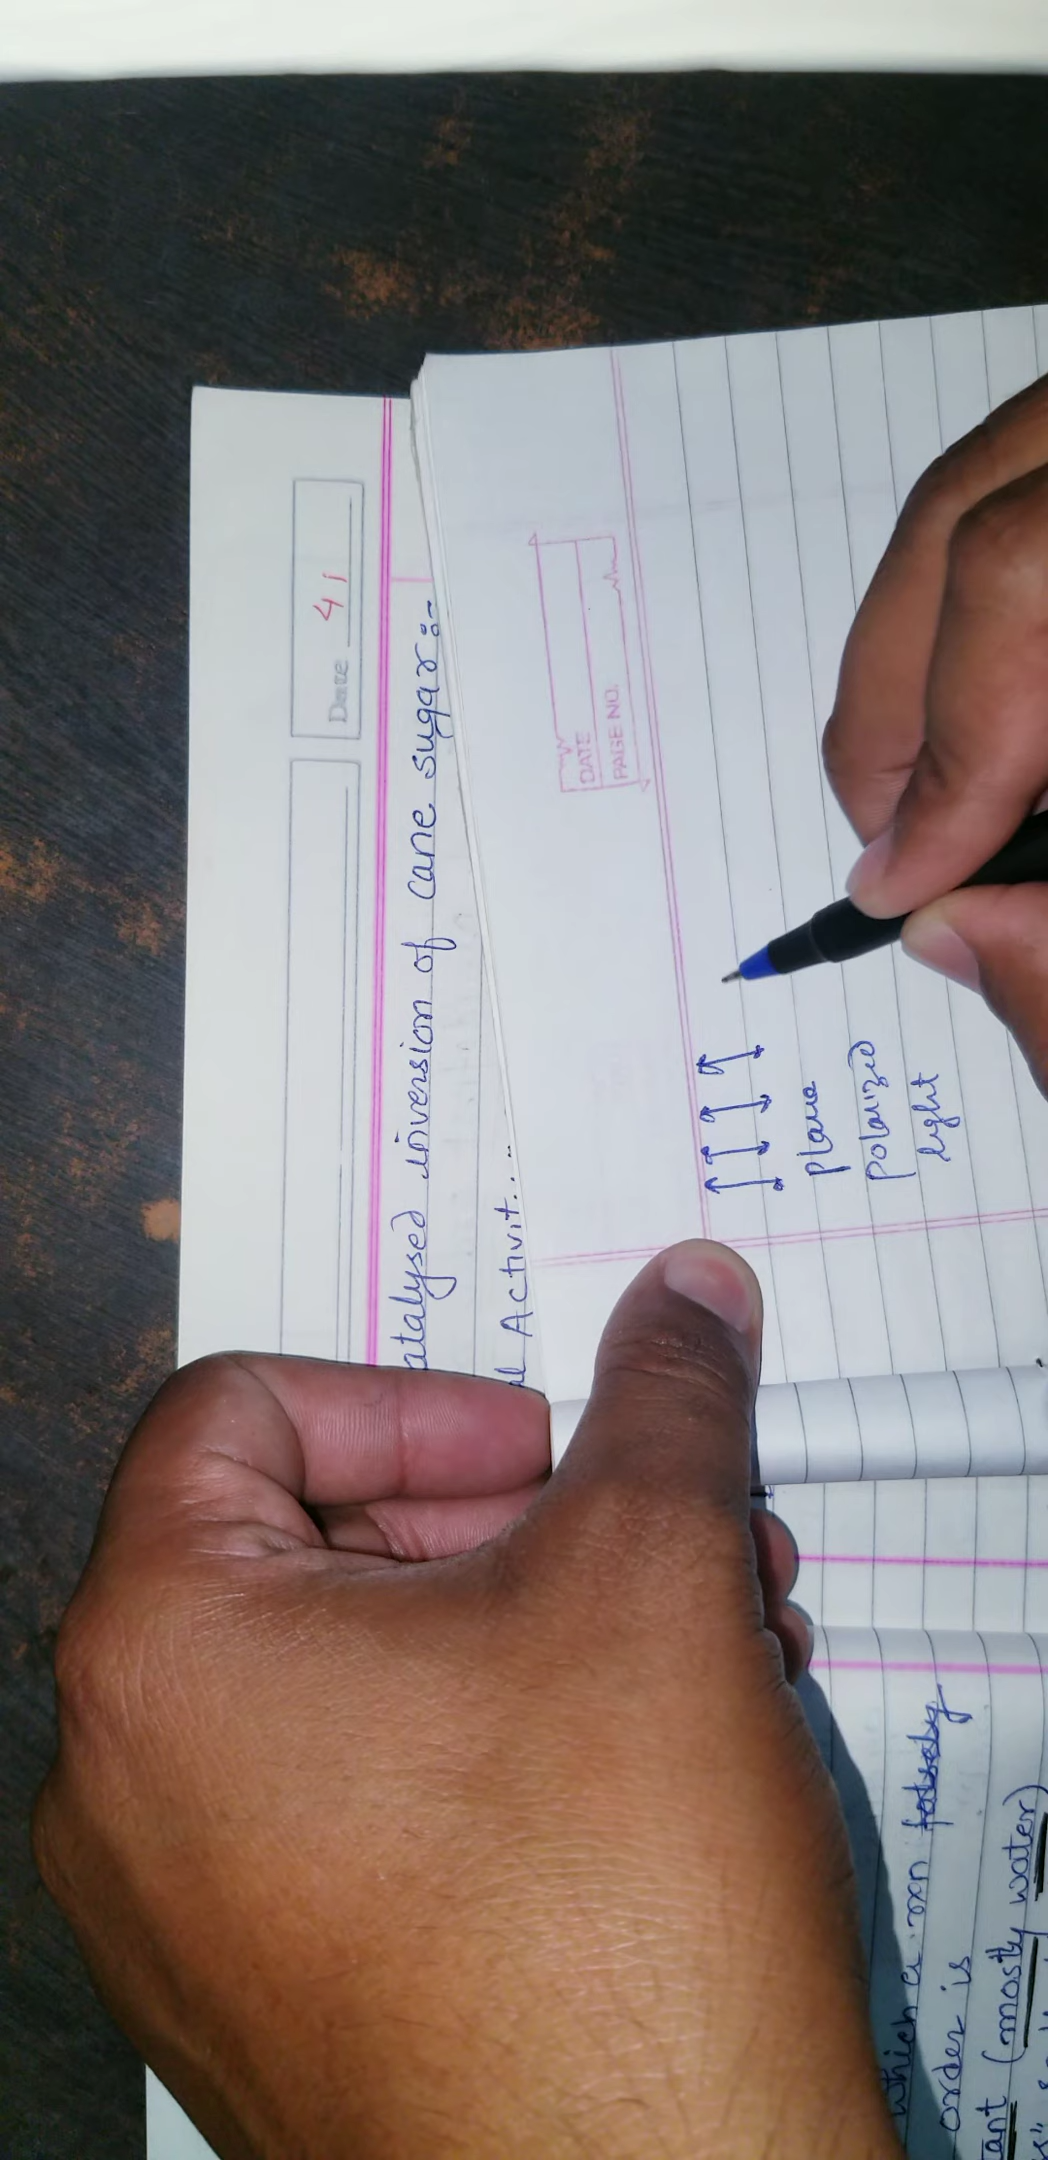 Date 41
atalysed inversion of cane sugar:-
al Activit...
DATE
PAGE NO.
Plane
Polarized
light
which a rxn
order is
tant (mostly water)